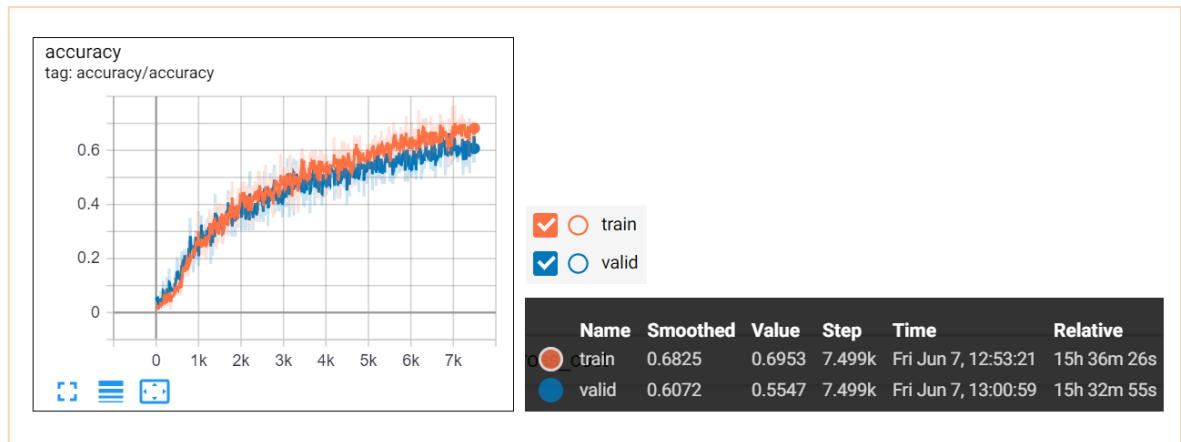 accuracy
tag: accuracy/accuracy
0.6
0.4
0.2
0
0 1k 2k 3k 4k 5k 6k 7k
train
valid
Name Smoothed Value Step Time Relative
train 0.6825 0.6953 7.499k Fri Jun 7, 12:53:21 15h 36m 26s
valid 0.6072 0.5547 7.499k Fri Jun 7, 13:00:59 15h 32m 55s